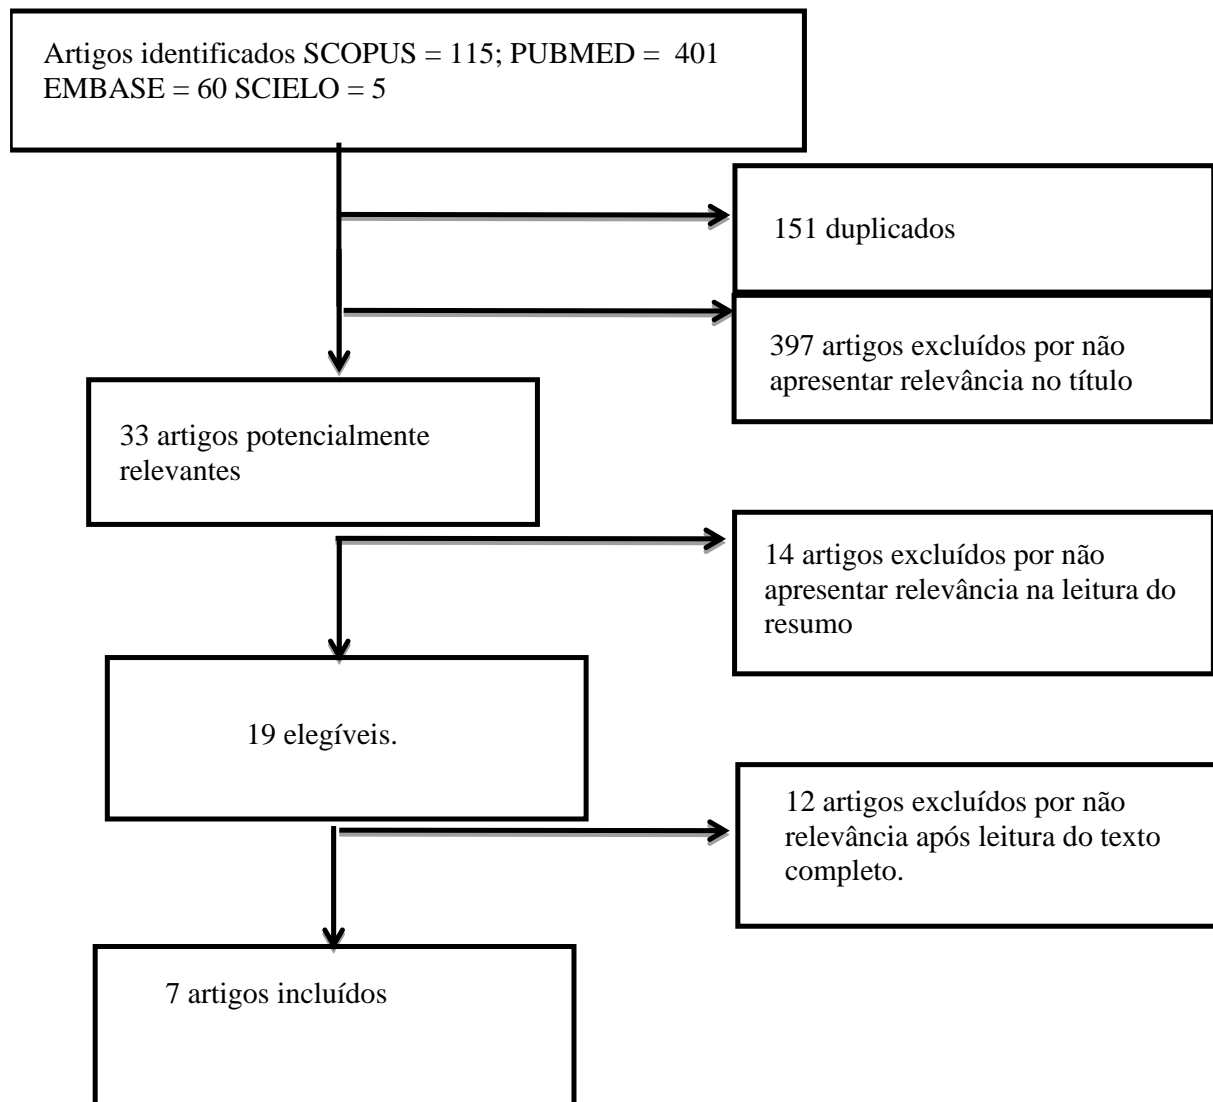 Artigos identificados SCOPUS = 115; PUBMED = 401
EMBASE = 60 SCIELO = 5
151 duplicados
397 artigos excluídos por não
apresentar relevância no título
33 artigos potencialmente
relevantes
14 artigos excluídos por não
apresentar relevância na leitura do
resumo
19 elegíveis.
12 artigos excluídos por não
relevância após leitura do texto
completo.
7 artigos incluídos